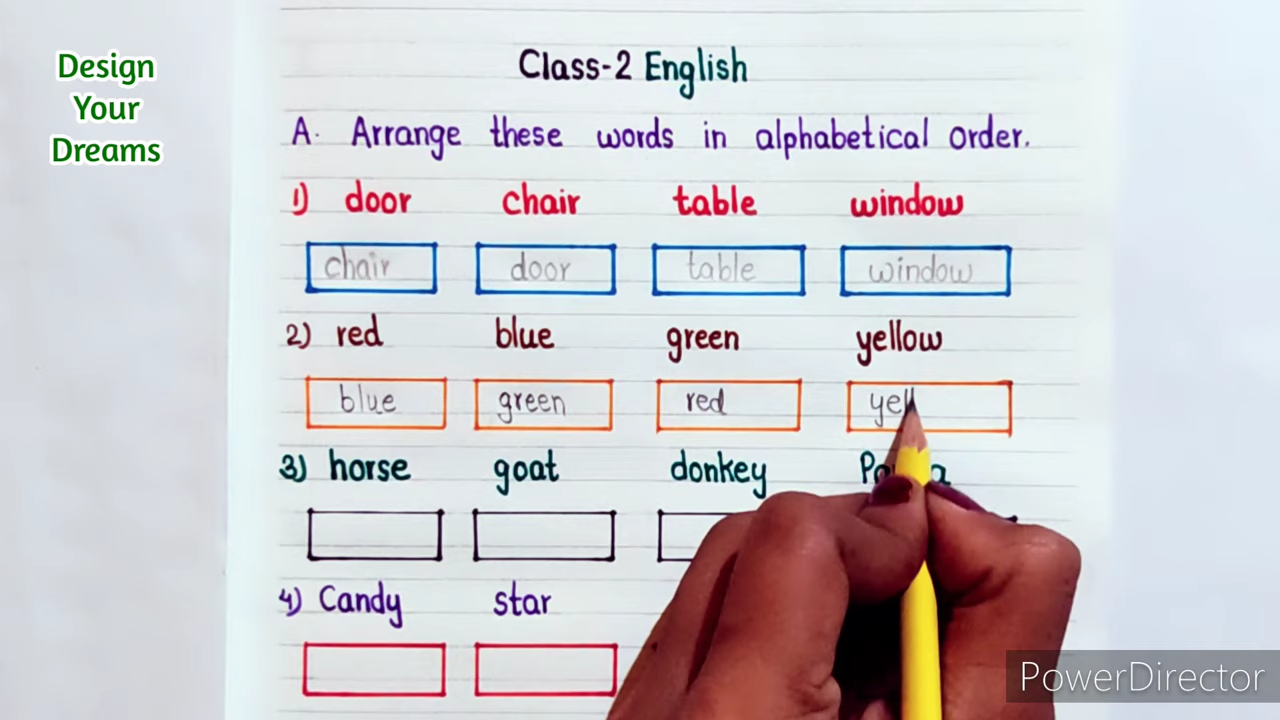 Design
Your
Dreams
Class-2 English
A. Arrange these words in alphabetical order.
1) door chair table window
chair door table window
2) red blue green yellow
blue green red yell
3) horse goat donkey
4) Candy star
PowerDirector